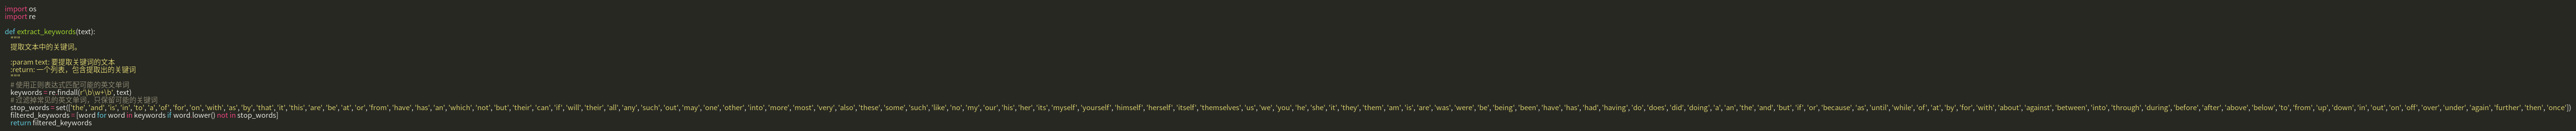 import os
import re

def extract_keywords(text):
    """
    提取文本中的关键词。

    :param text: 要提取关键词的文本
    :return: 一个列表，包含提取出的关键词
    """
    # 使用正则表达式匹配可能的英文单词
    keywords = re.findall(r'\b\w+\b', text)
    # 过滤掉常见的英文单词，只保留可能的关键词
    stop_words = set(['the', 'and', 'is', 'in', 'to', 'a', 'of', 'for', 'on', 'with', 'as', 'by', 'that', 'it', 'this', 'are', 'be', 'at', 'or', 'from', 'have', 'has', 'an', 'which', 'not', 'but', 'their', 'can', 'if', 'will', 'their', 'all', 'any', 'such', 'out', 'may', 'one', 'other', 'into', 'more', 'most', 'very', 'also', 'these', 'some', 'such', 'like', 'no', 'my', 'our', 'his', 'her', 'its', 'myself', 'yourself', 'himself', 'herself', 'itself', 'themselves', 'us', 'we', 'you', 'he', 'she', 'it', 'they', 'them', 'am', 'is', 'are', 'was', 'were', 'be', 'being', 'been', 'have', 'has', 'had', 'having', 'do', 'does', 'did', 'doing', 'a', 'an', 'the', 'and', 'but', 'if', 'or', 'because', 'as', 'until', 'while', 'of', 'at', 'by', 'for', 'with', 'about', 'against', 'between', 'into', 'through', 'during', 'before', 'after', 'above', 'below', 'to', 'from', 'up', 'down', 'in', 'out', 'on', 'off', 'over', 'under', 'again', 'further', 'then', 'once'])
    filtered_keywords = [word for word in keywords if word.lower() not in stop_words]
    return filtered_keywords